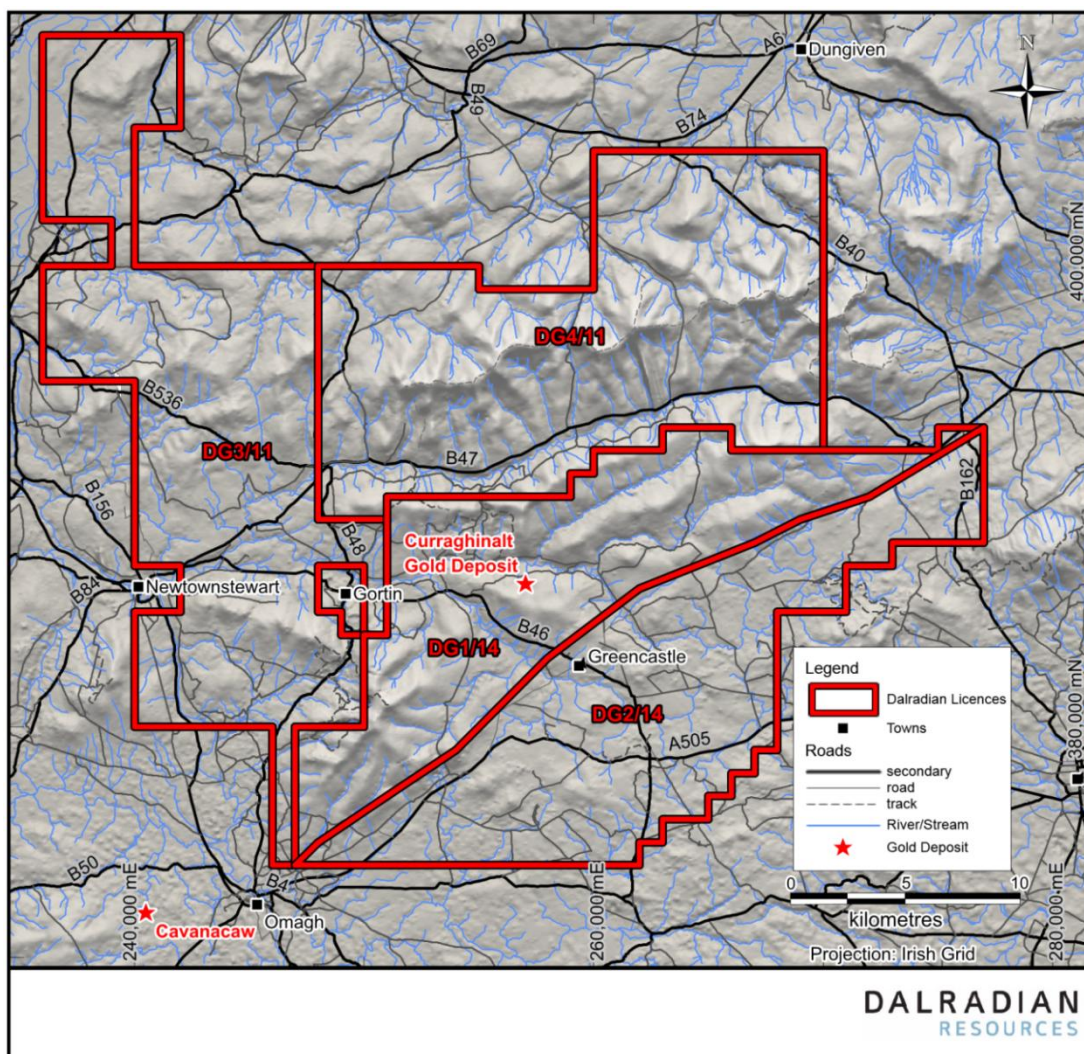 B69
A6
Dungiven
N
B49
B74
400,000 mN
B40
DG4/11
B536
DG3/11
B47
B162
B156
B48
Curraghinalt
Gold Deposit
B84
Newtownstewart
Gortin
B46
DG1/14
Greencastle
DG2/14
A505
380,000 mN
Legend
Dalradian Licences
Towns
Roads
secondary
road
track
River/Stream
Gold Deposit
0 5 10
kilometres
Projection: Irish Grid
B50
B4
240,000 mE
Cavanacaw
Omagh
260,000 mE
280,000 mE
DALRADIAN
RESOURCES